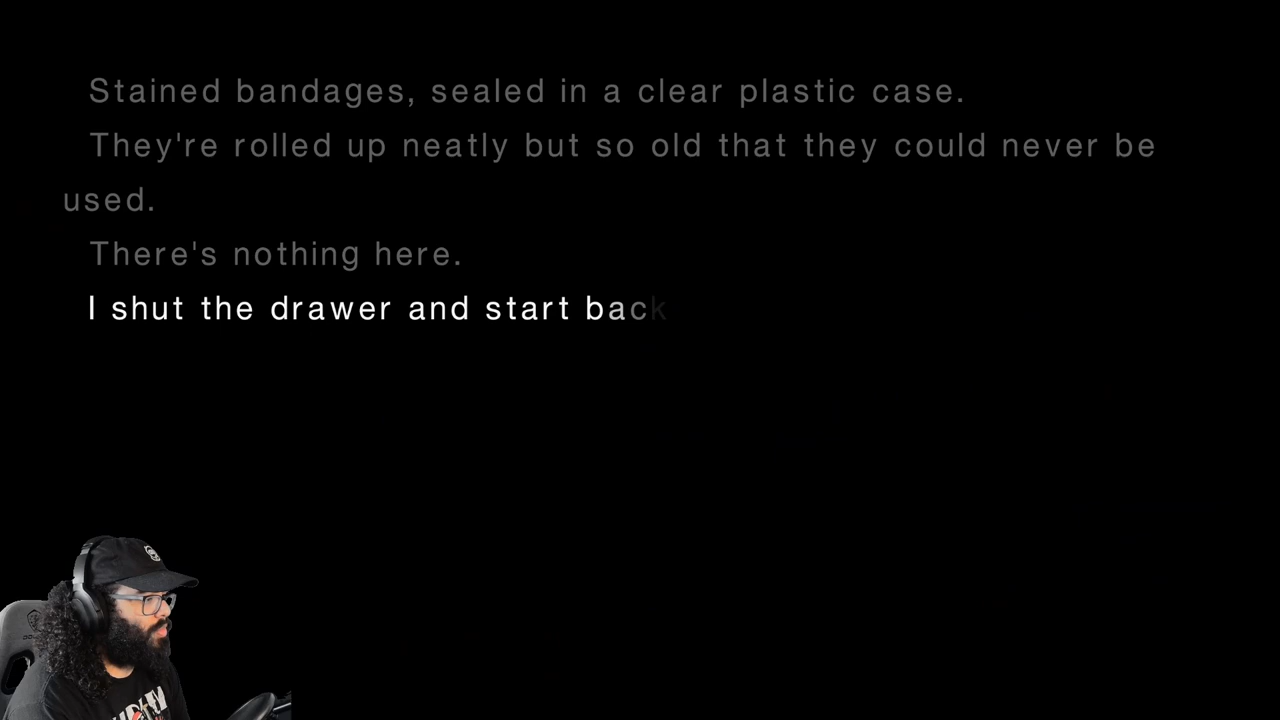 Stained bandages, sealed in a clear plastic case.
They're rolled up neatly but so old that they could never be
used.
There's nothing here.
I shut the drawer and start back